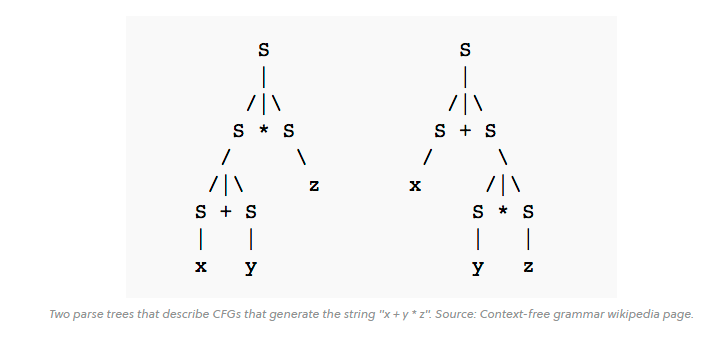 S S
| |
/|\ /|\
S * S S + S
/ \ / \
/|\ z x /|\
S + S S * S
| | | |
x y y z
Two parse trees that describe CFGs that generate the string "x + y * z". Source: Context-free grammar wikipedia page.